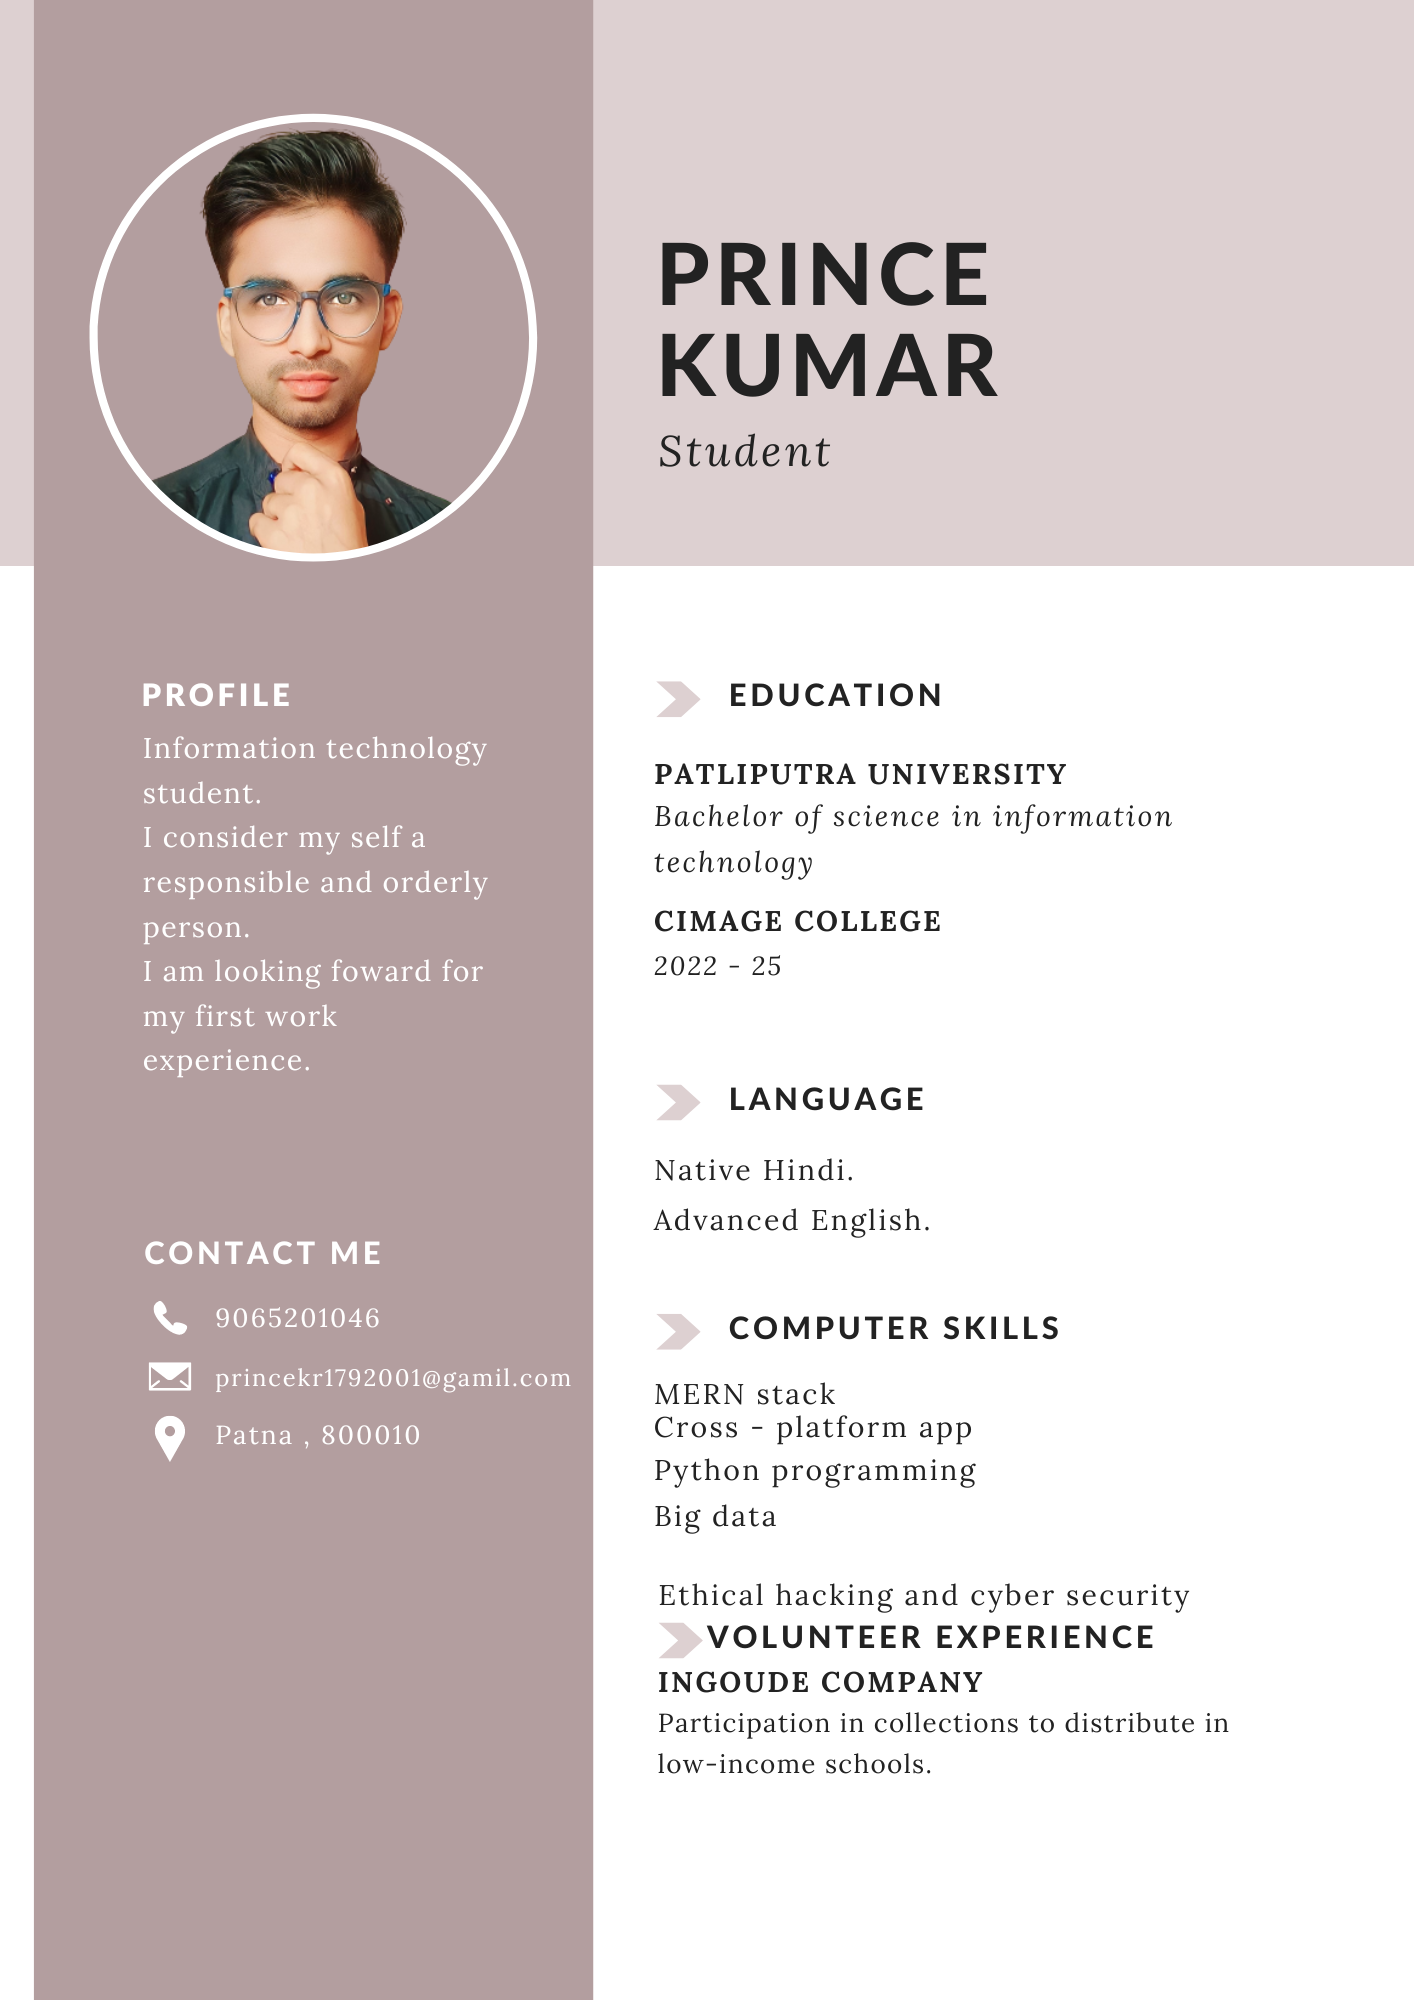 PRINCE
KUMAR
Student
PROFILE
Information technology
student.
I consider my self a
responsible and orderly
person.
I am looking foward for
my first work
experience.
CONTACT ME
9065201046
princekr1792001@gamil.com
Patna , 800010
EDUCATION
PATLIPUTRA UNIVERSITY
Bachelor of science in information
technology
CIMAGE COLLEGE
2022 - 25
LANGUAGE
Native Hindi.
Advanced English.
COMPUTER SKILLS
MERN stack
Cross - platform app
Python programming
Big data
Ethical hacking and cyber security
VOLUNTEER EXPERIENCE
INGOUDE COMPANY
Participation in collections to distribute in
low-income schools.